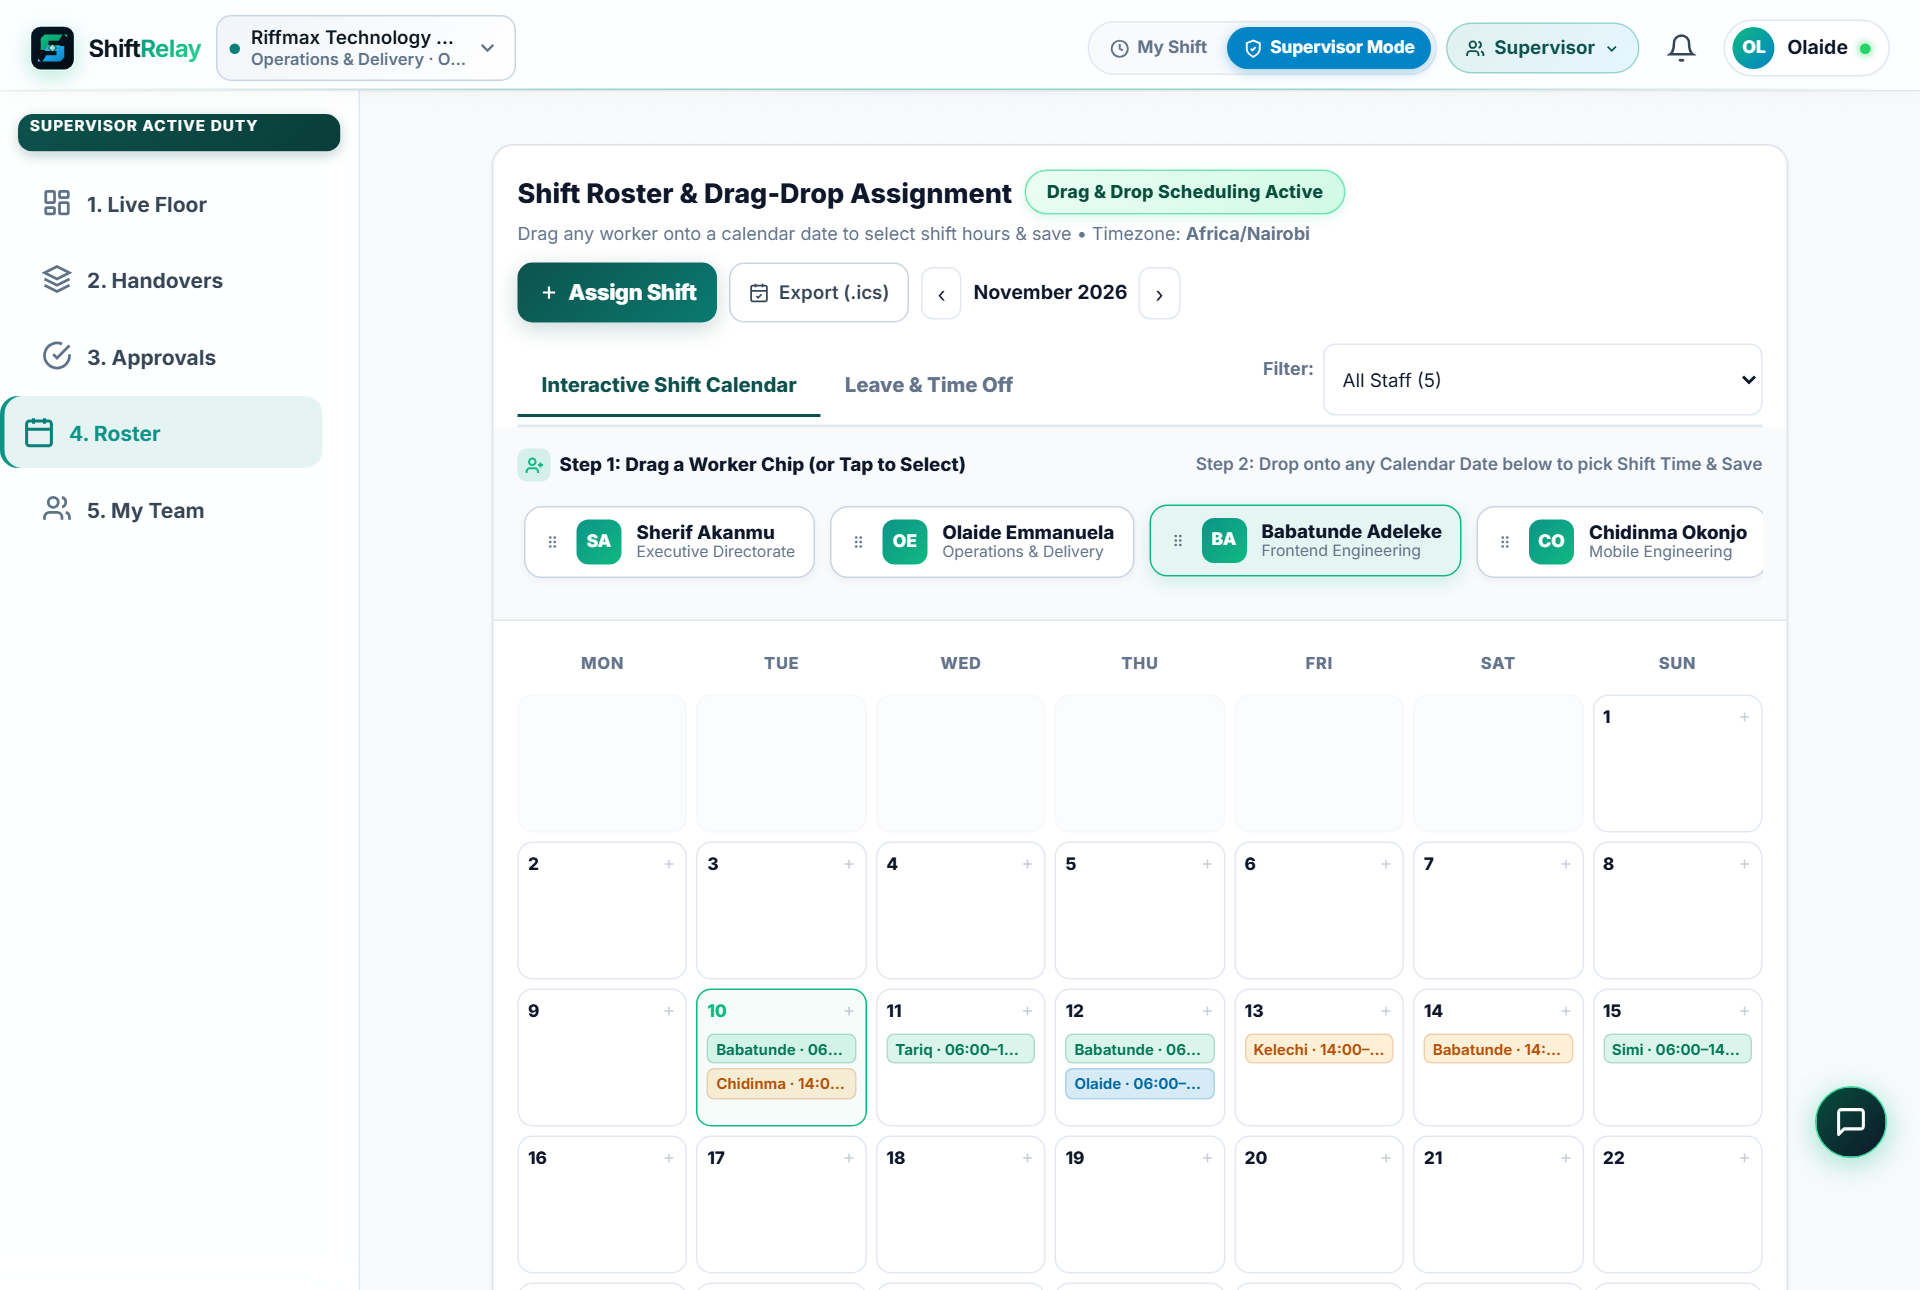 ShiftRelay
Riffmax Technology ...
Operations & Delivery · O...
My Shift
Supervisor Mode
Supervisor
OL
Olaide
SUPERVISOR ACTIVE DUTY
1. Live Floor
2. Handovers
3. Approvals
4. Roster
5. My Team
Shift Roster & Drag-Drop Assignment
Drag & Drop Scheduling Active
Drag any worker onto a calendar date to select shift hours & save • Timezone: Africa/Nairobi
+ Assign Shift
Export (.ics)
‹
November 2026
›
Interactive Shift Calendar
Leave & Time Off
Filter:
All Staff (5)
Step 1: Drag a Worker Chip (or Tap to Select)
Step 2: Drop onto any Calendar Date below to pick Shift Time & Save
SA
Sherif Akanmu
Executive Directorate
OE
Olaide Emmanuela
Operations & Delivery
BA
Babatunde Adeleke
Frontend Engineering
CO
Chidinma Okonjo
Mobile Engineering
MON TUE WED THU FRI SAT SUN
1 +
2 + 3 + 4 + 5 + 6 + 7 + 8 +
9 + 10 + 11 + 12 + 13 + 14 + 15 +
Babatunde · 06... Tariq · 06:00–1... Babatunde · 06... Kelechi · 14:00–... Babatunde · 14:... Simi · 06:00–14...
Chidinma · 14:0... Olaide · 06:00–...
16 + 17 + 18 + 19 + 20 + 21 + 22 +